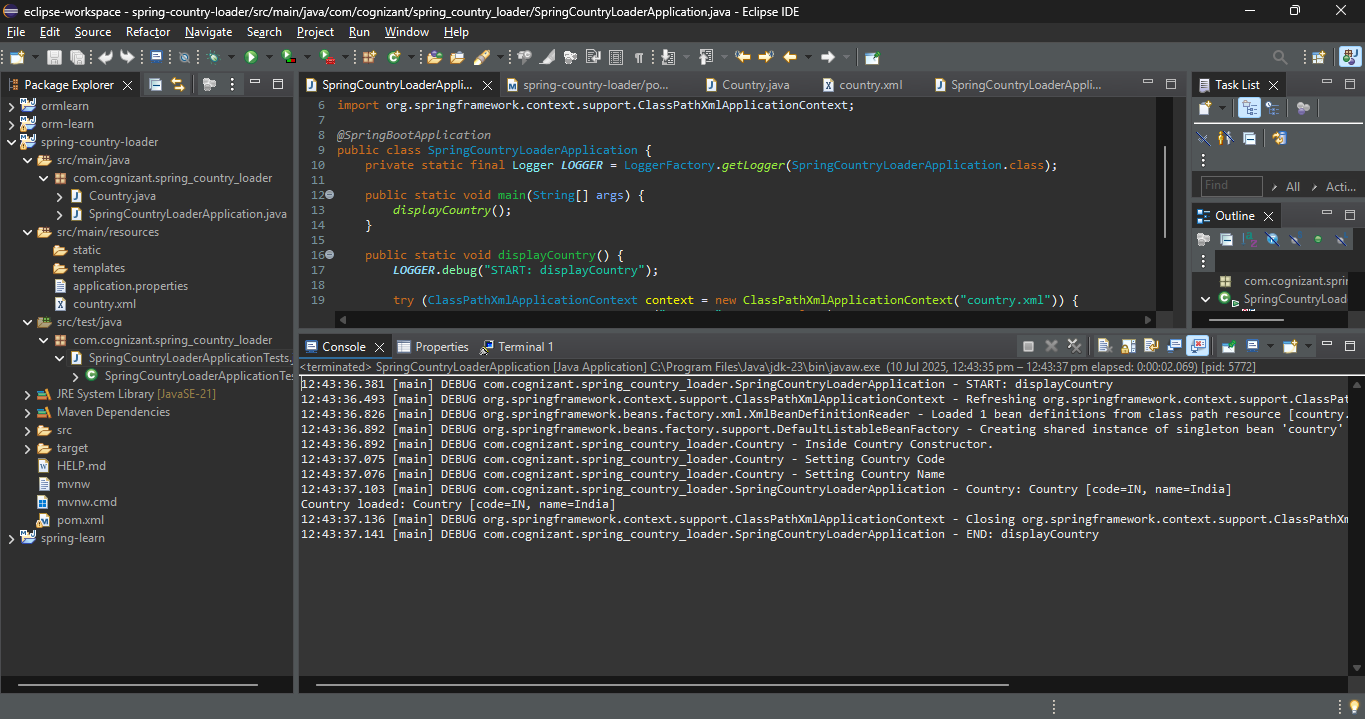 eclipse-workspace - spring-country-loader/src/main/java/com/cognizant/spring_country_loader/SpringCountryLoaderApplication.java - Eclipse IDE
File Edit Source Refactor Navigate Search Project Run Window Help
Package Explorer
ormlearn
orm-learn
spring-country-loader
src/main/java
com.cognizant.spring_country_loader
Country.java
SpringCountryLoaderApplication.java
src/main/resources
static
templates
application.properties
country.xml
src/test/java
com.cognizant.spring_country_loader
SpringCountryLoaderApplicationTests.
SpringCountryLoaderApplicationTe
JRE System Library [JavaSE-21]
Maven Dependencies
src
target
HELP.md
mvnw
mvnw.cmd
pom.xml
spring-learn
SpringCountryLoaderAppli... spring-country-loader/po... Country.java country.xml SpringCountryLoaderAppli...
6 import org.springframework.context.support.ClassPathXmlApplicationContext;
7
8 @SpringBootApplication
9 public class SpringCountryLoaderApplication {
10 private static final Logger LOGGER = LoggerFactory.getLogger(SpringCountryLoaderApplication.class);
11
12 public static void main(String[] args) {
13 displayCountry();
14 }
15
16 public static void displayCountry() {
17 LOGGER.debug("START: displayCountry");
18
19 try (ClassPathXmlApplicationContext context = new ClassPathXmlApplicationContext("country.xml")) {
Task List
Find All Acti...
Outline
com.cognizant.sprin
SpringCountryLoad
Console Properties Terminal 1
<terminated> SpringCountryLoaderApplication [Java Application] C:\Program Files\Java\jdk-23\bin\javaw.exe (10 Jul 2025, 12:43:35 pm – 12:43:37 pm elapsed: 0:00:02.069) [pid: 5772]
12:43:36.381 [main] DEBUG com.cognizant.spring_country_loader.SpringCountryLoaderApplication - START: displayCountry
12:43:36.493 [main] DEBUG com.cognizant.spring_country_loader.SpringCountryLoaderApplication - Refreshing org.springframework.context.support.ClassPat
12:43:36.826 [main] DEBUG org.springframework.beans.factory.xml.XmlBeanDefinitionReader - Loaded 1 bean definitions from class path resource [country.
12:43:36.892 [main] DEBUG org.springframework.beans.factory.support.DefaultListableBeanFactory - Creating shared instance of singleton bean 'country'
12:43:36.892 [main] DEBUG com.cognizant.spring_country_loader.Country - Inside Country Constructor.
12:43:37.075 [main] DEBUG com.cognizant.spring_country_loader.Country - Setting Country Code
12:43:37.076 [main] DEBUG com.cognizant.spring_country_loader.Country - Setting Country Name
12:43:37.103 [main] DEBUG com.cognizant.spring_country_loader.SpringCountryLoaderApplication - Country: Country [code=IN, name=India]
Country loaded: Country [code=IN, name=India]
12:43:37.136 [main] DEBUG org.springframework.context.support.ClassPathXmlApplicationContext - Closing org.springframework.context.support.ClassPathXm
12:43:37.141 [main] DEBUG com.cognizant.spring_country_loader.SpringCountryLoaderApplication - END: displayCountry